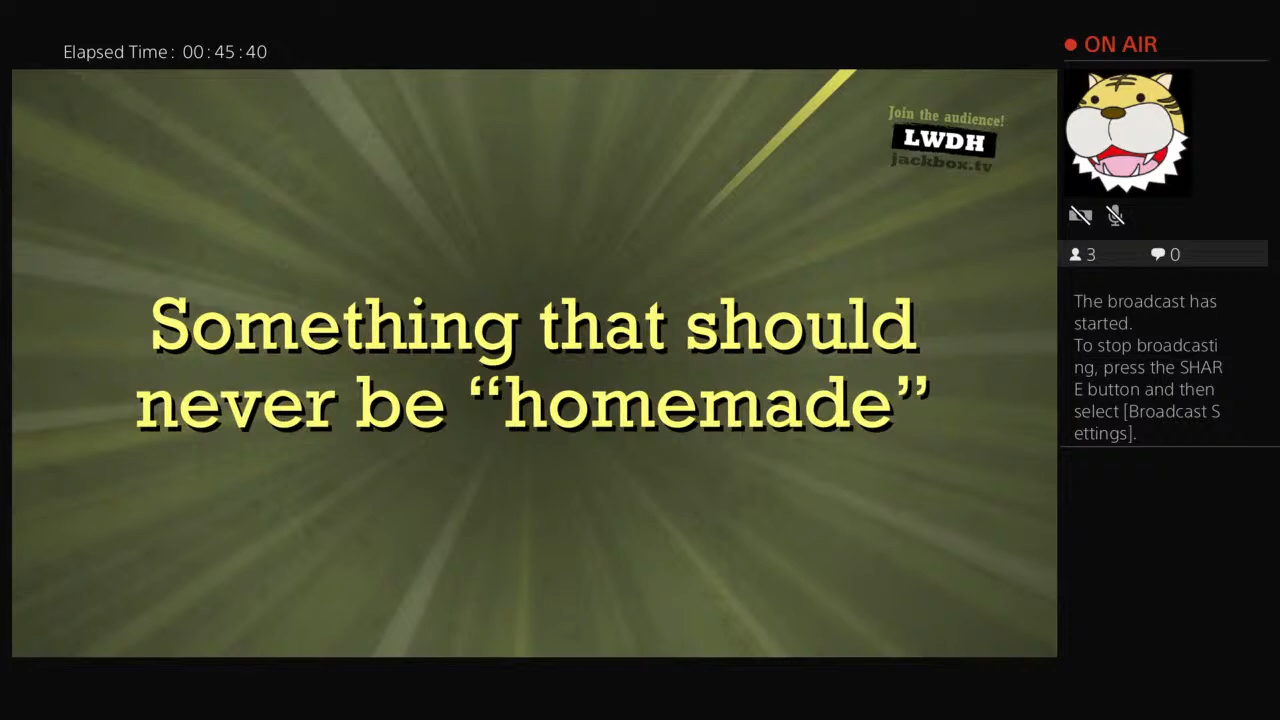 Elapsed Time: 00:45:40
ON AIR
Join the audience!
LWDH
jackbox.tv
Something that should
never be “homemade”
3 0
The broadcast has
started.
To stop broadcasti
ng, press the SHAR
E button and then
select [Broadcast S
ettings].